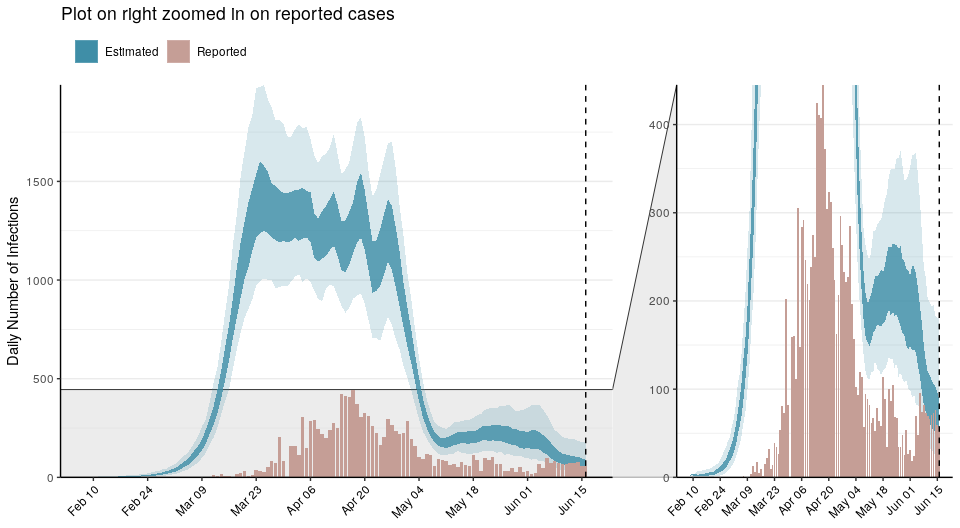 Plot on right zoomed in on reported cases
Estimated Reported
Daily Number of Infections
1500
1000
500
0
Feb 10 Feb 24 Mar 09 Mar 23 Apr 06 Apr 20 May 04 May 18 Jun 01 Jun 15
400
300
200
100
0
Feb 10 Feb 24 Mar 09 Mar 23 Apr 06 Apr 20 May 04 May 18 Jun 01 Jun 15